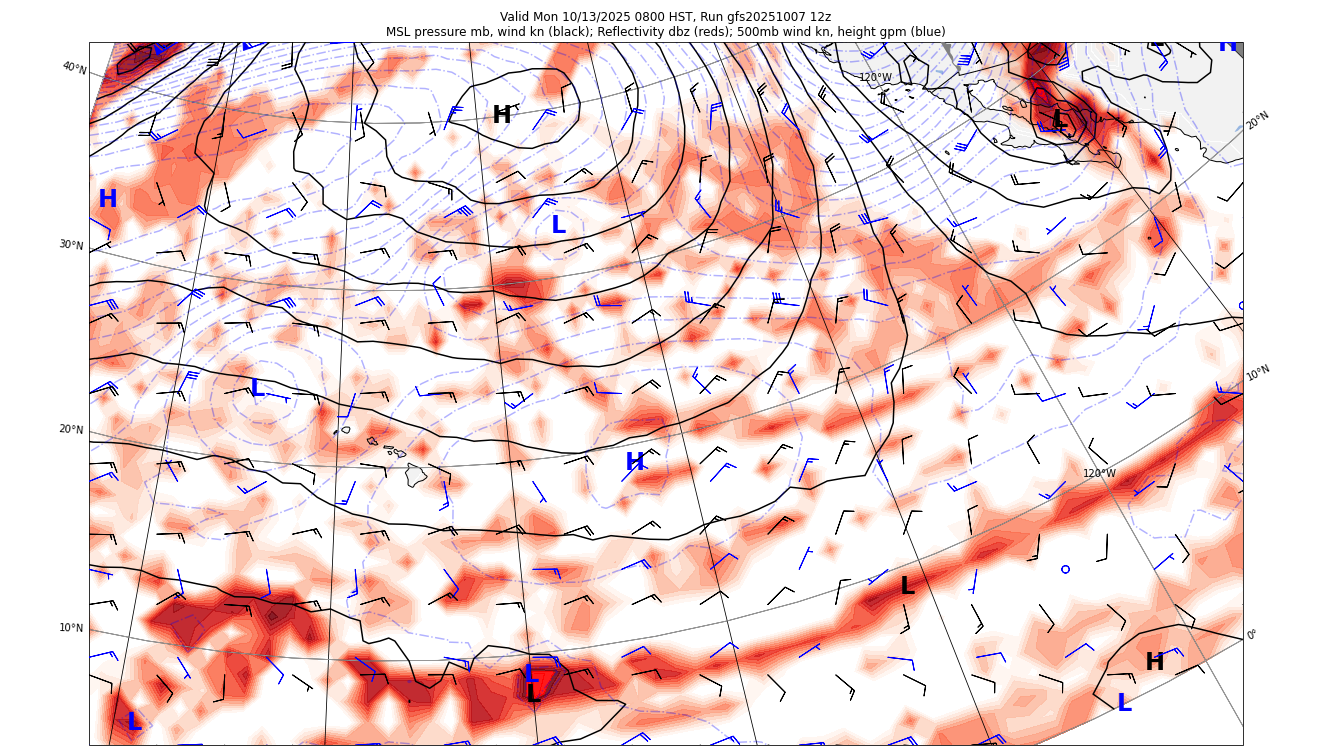 Valid Mon 10/13/2025 0800 HST, Run gfs20251007 12z
MSL pressure mb, wind kn (black); Reflectivity dbz (reds); 500mb wind kn, height gpm (blue)
L
H
40°N
120°W
H
L
20°N
H
L
30°N
10°N
L
20°N
H
120°W
L
10°N
0°
H
L
L
L
L